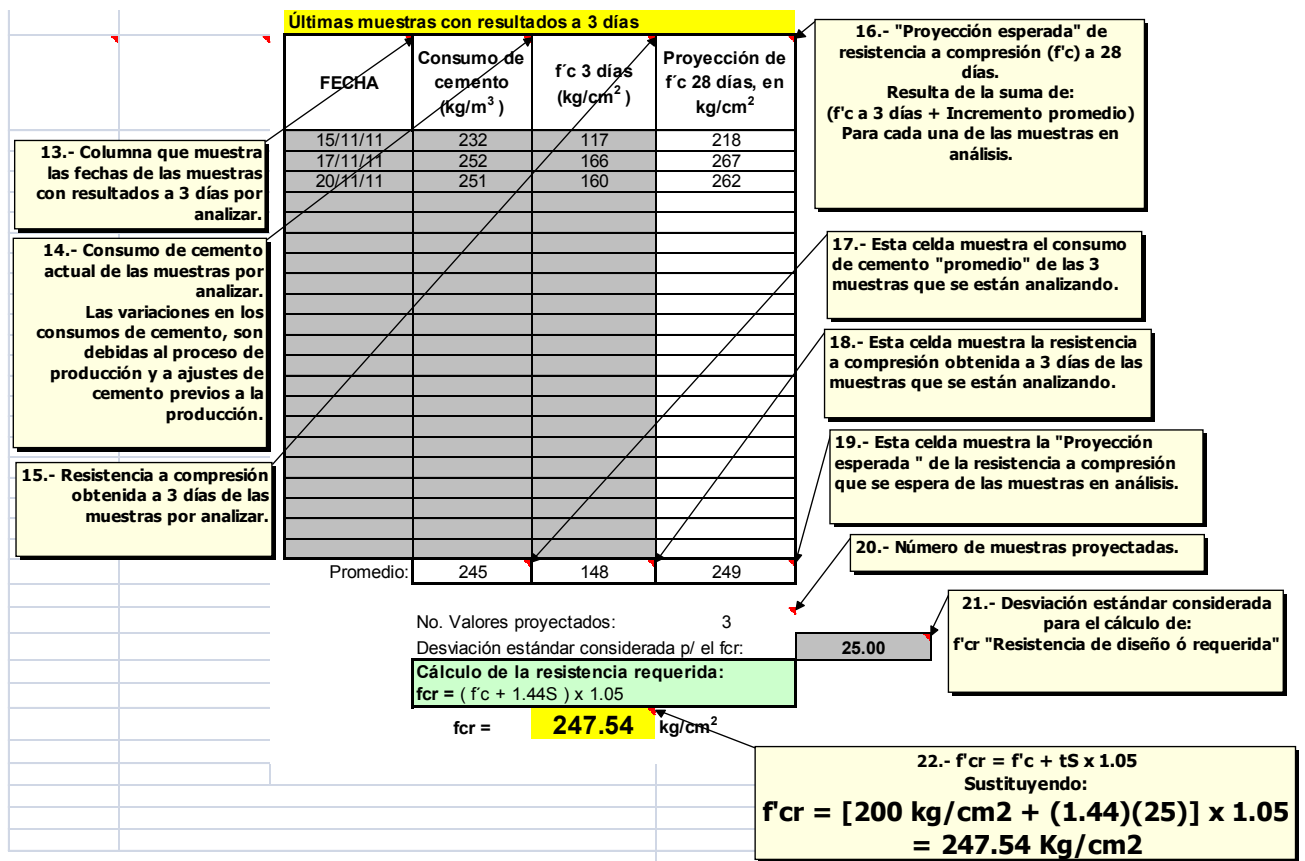 Últimas muestras con resultados a 3 días
FECHA
Consumo de
cemento
(kg/m3 )
f´c 3 días
(kg/cm2 )
Proyección de
f´c 28 días, en
kg/cm2
15/11/11 232 117 218
17/11/11 252 166 267
20/11/11 251 160 262
Promedio: 245 148 249
No. Valores proyectados: 3
Desviación estándar considerada p/ el fcr: 25.00
Cálculo de la resistencia requerida:
fcr = ( f´c + 1.44S ) x 1.05
fcr = 247.54 kg/cm2
13.- Columna que muestra
las fechas de las muestras
con resultados a 3 días por
analizar.
14.- Consumo de cemento
actual de las muestras por
analizar.
Las variaciones en los
consumos de cemento, son
debidas al proceso de
producción y a ajustes de
cemento previos a la
producción.
15.- Resistencia a compresión
obtenida a 3 días de las
muestras por analizar.
16.- "Proyección esperada" de
resistencia a compresión (f'c) a 28
días.
Resulta de la suma de:
(f'c a 3 días + Incremento promedio)
Para cada una de las muestras en
análisis.
17.- Esta celda muestra el consumo
de cemento "promedio" de las 3
muestras que se están analizando.
18.- Esta celda muestra la resistencia
a compresión obtenida a 3 días de las
muestras que se están analizando.
19.- Esta celda muestra la "Proyección
esperada " de la resistencia a compresión
que se espera de las muestras en análisis.
20.- Número de muestras proyectadas.
21.- Desviación estándar considerada
para el cálculo de:
f'cr "Resistencia de diseño ó requerida"
22.- f'cr = f'c + tS x 1.05
Sustituyendo:
f'cr = [200 kg/cm2 + (1.44)(25)] x 1.05
= 247.54 Kg/cm2